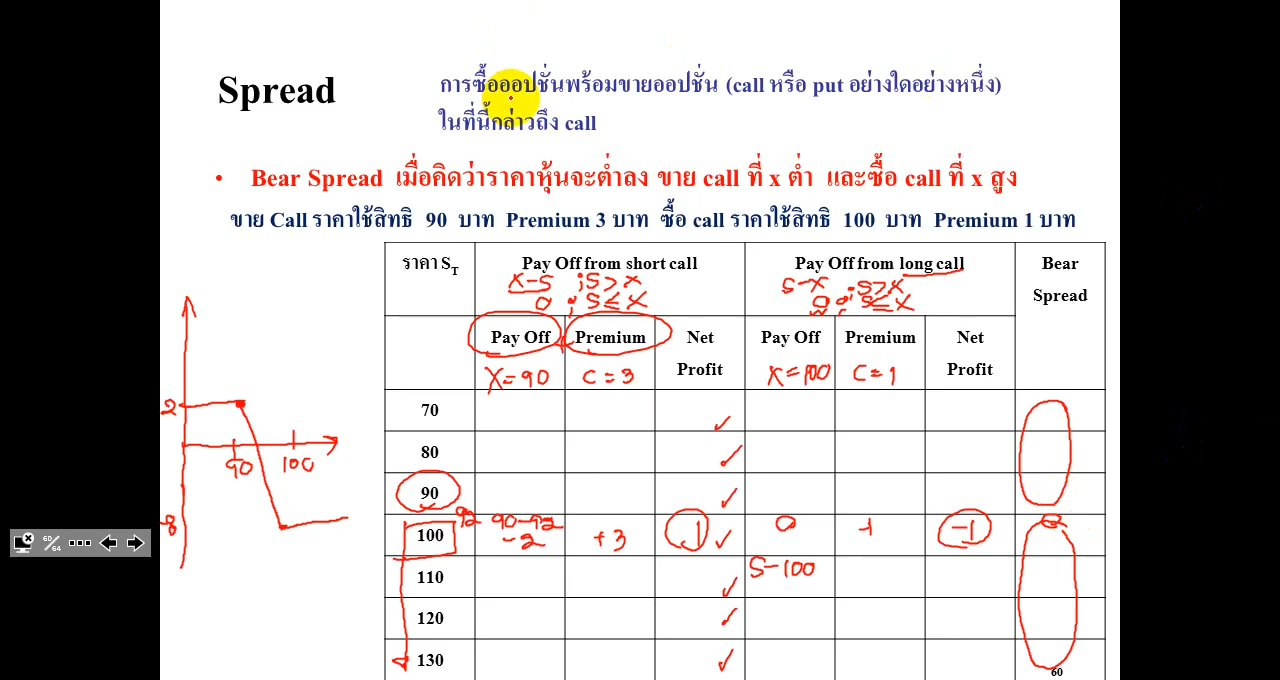 Spread
การซื้อออปชั่นพร้อมขายออปชั่น (call หรือ put อย่างใดอย่างหนึ่ง)
ในที่นี้กล่าวถึง call
• Bear Spread เมื่อคิดว่าราคาหุ้นจะต่ำลง ขาย call ที่ x ต่ำ และซื้อ call ที่ x สูง
ขาย Call ราคาใช้สิทธิ 90 บาท Premium 3 บาท ซื้อ call ราคาใช้สิทธิ 100 บาท Premium 1 บาท
ราคา ST Pay Off from short call Pay Off from long call Bear Spread
X-S ; S>X S-X ; S>X
0 ; S≤X 0 ; S≤X
Pay Off Premium Net Profit Pay Off Premium Net Profit
X=90 C=3 X=100 C=1
70 ✓
80 ✓
90 ✓
92 90-92
100 -2 +3 1 ✓ 0 -1
110 ✓ S-100
120 ✓
130 ✓
2
90 100
-8
60/64
60